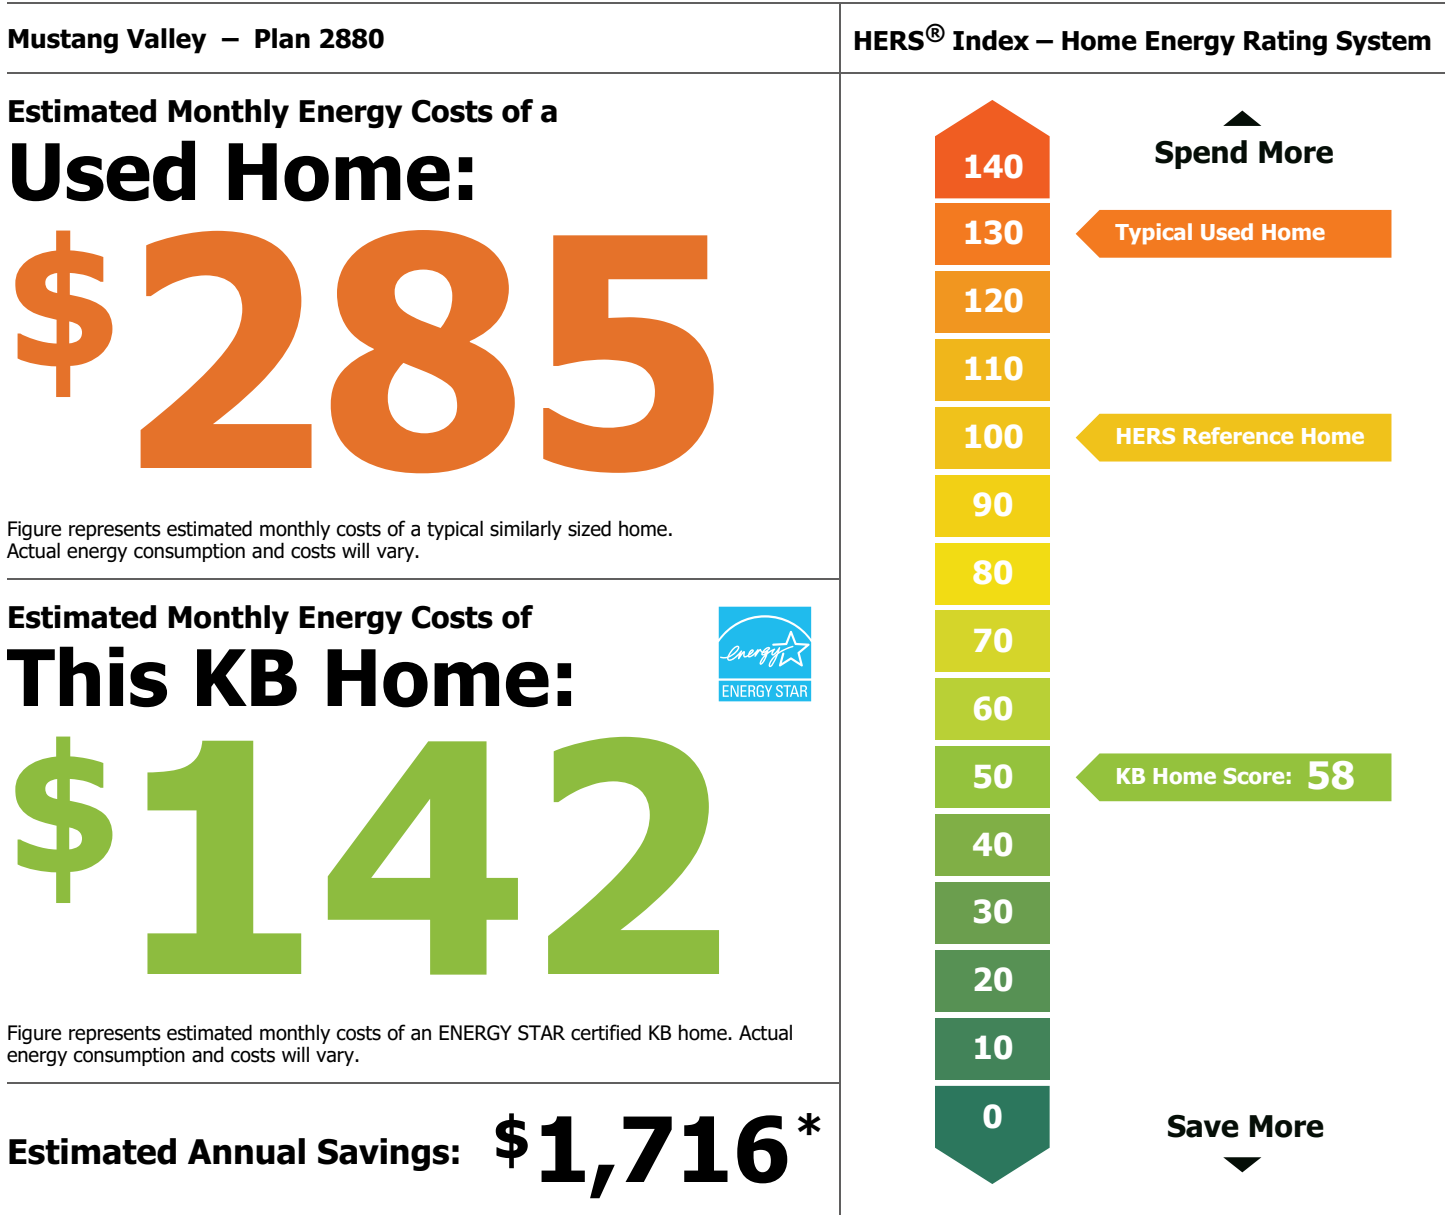 Mustang Valley – Plan 2880
Estimated Monthly Energy Costs of a
Used Home:
$285
Figure represents estimated monthly costs of a typical similarly sized home.
Actual energy consumption and costs will vary.
Estimated Monthly Energy Costs of
This KB Home:
energy
ENERGY STAR
$142
Figure represents estimated monthly costs of an ENERGY STAR certified KB home. Actual
energy consumption and costs will vary.
Estimated Annual Savings: $1,716*
HERS® Index – Home Energy Rating System
Spend More
140
130 Typical Used Home
120
110
100 HERS Reference Home
90
80
70
60
50 KB Home Score: 58
40
30
20
10
0
Save More